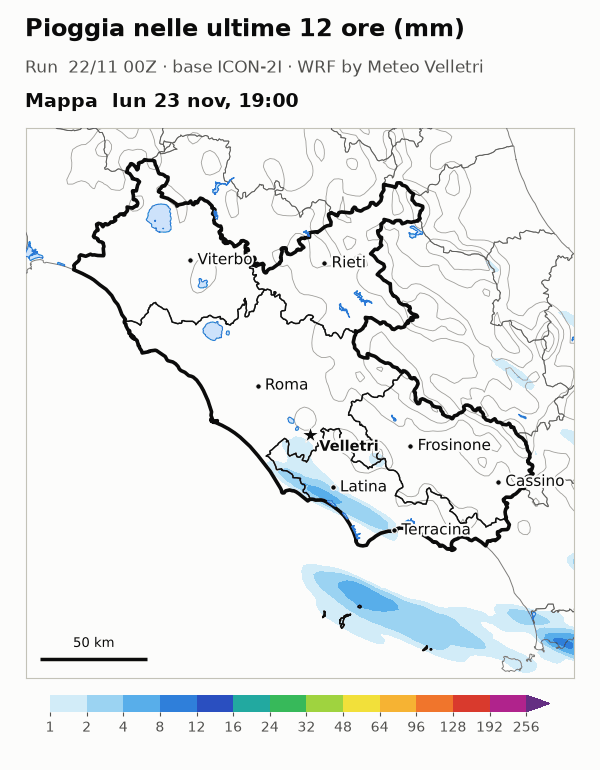 Pioggia nelle ultime 12 ore (mm)
Run  22/11 00Z · base ICON-2I · WRF by Meteo Velletri
Mappa  lun 23 nov, 19:00
Viterbo
Rieti
Roma
Velletri
Frosinone
Latina
Cassino
Terracina
50 km
1 2 4 8 12 16 24 32 48 64 96 128 192 256